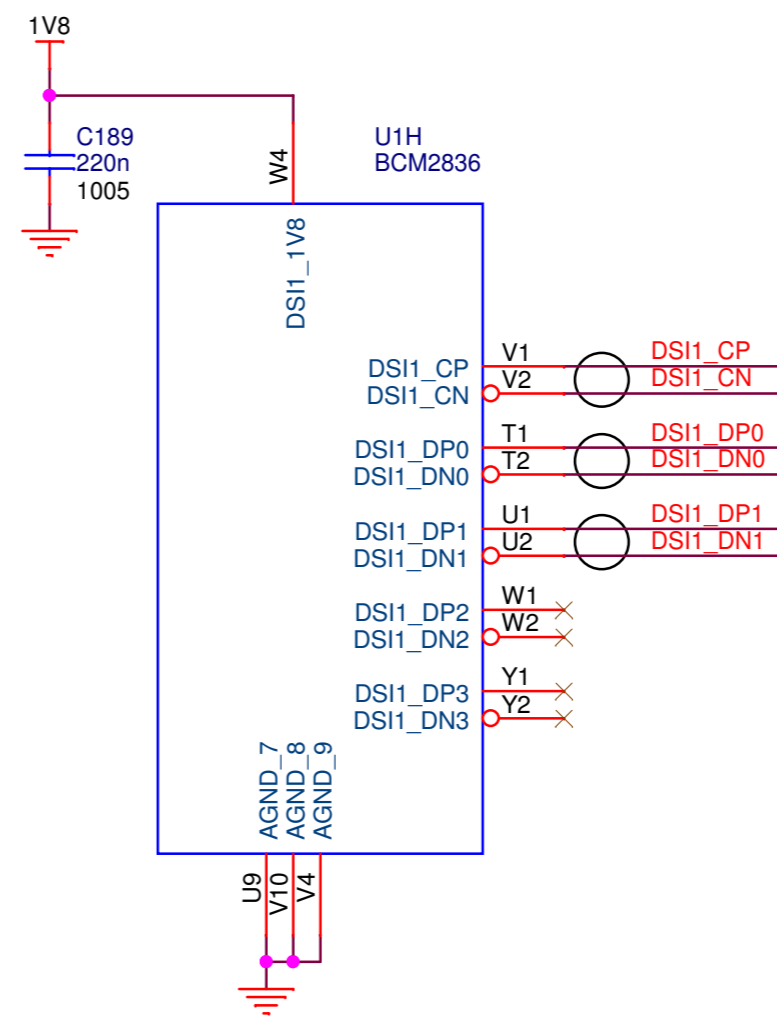 1V8
C189
220n
1005
U1H
BCM2836
W4
DSI1_1V8
DSI1_CP V1 DSI1_CP
DSI1_CN V2 DSI1_CN
DSI1_DP0 T1 DSI1_DP0
DSI1_DN0 T2 DSI1_DN0
DSI1_DP1 U1 DSI1_DP1
DSI1_DN1 U2 DSI1_DN1
DSI1_DP2 W1
DSI1_DN2 W2
DSI1_DP3 Y1
DSI1_DN3 Y2
AGND_7
AGND_8
AGND_9
U9
V10
V4